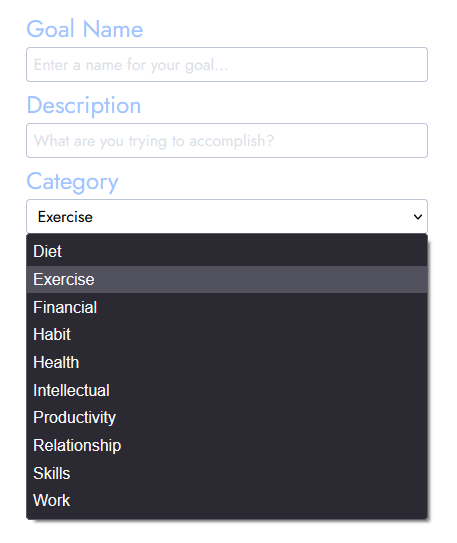 Goal Name
Enter a name for your goal...
Description
What are you trying to accomplish?
Category
Exercise
Diet
Exercise
Financial
Habit
Health
Intellectual
Productivity
Relationship
Skills
Work